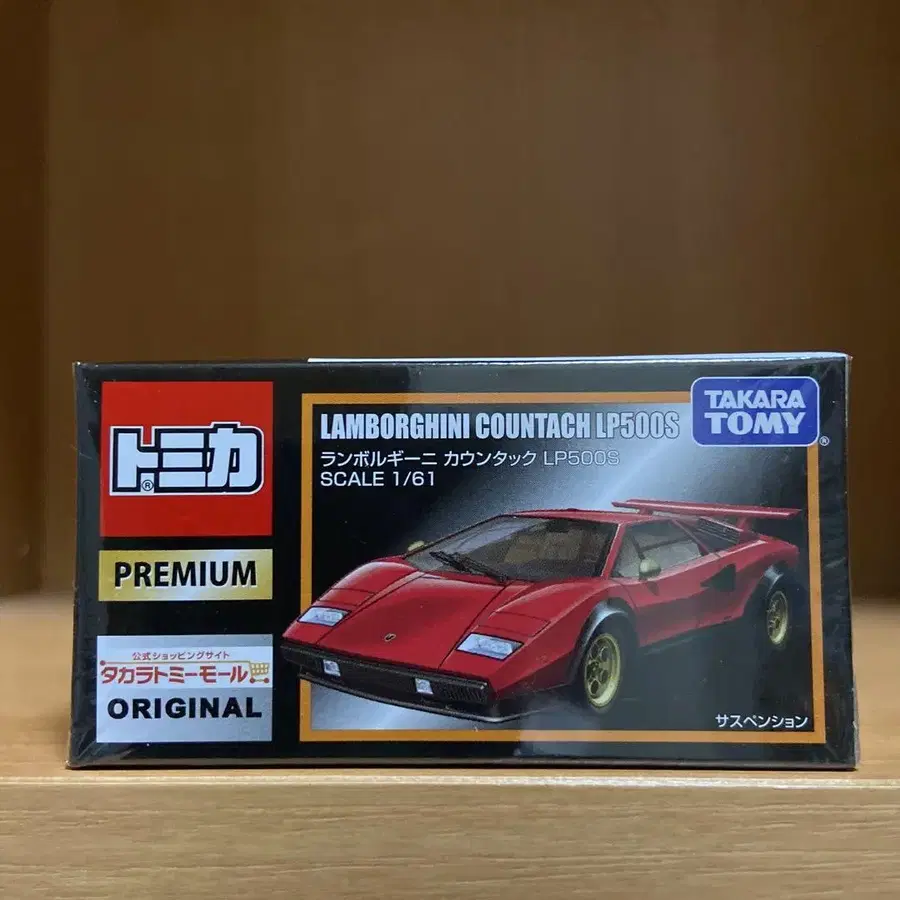 トミカ
®
PREMIUM
公式ショッピングサイト
タカラトミーモール
ORIGINAL
LAMBORGHINI COUNTACH LP500S
ランボルギーニ カウンタック LP500S
SCALE 1/61
TAKARA
TOMY
®
サスペンション